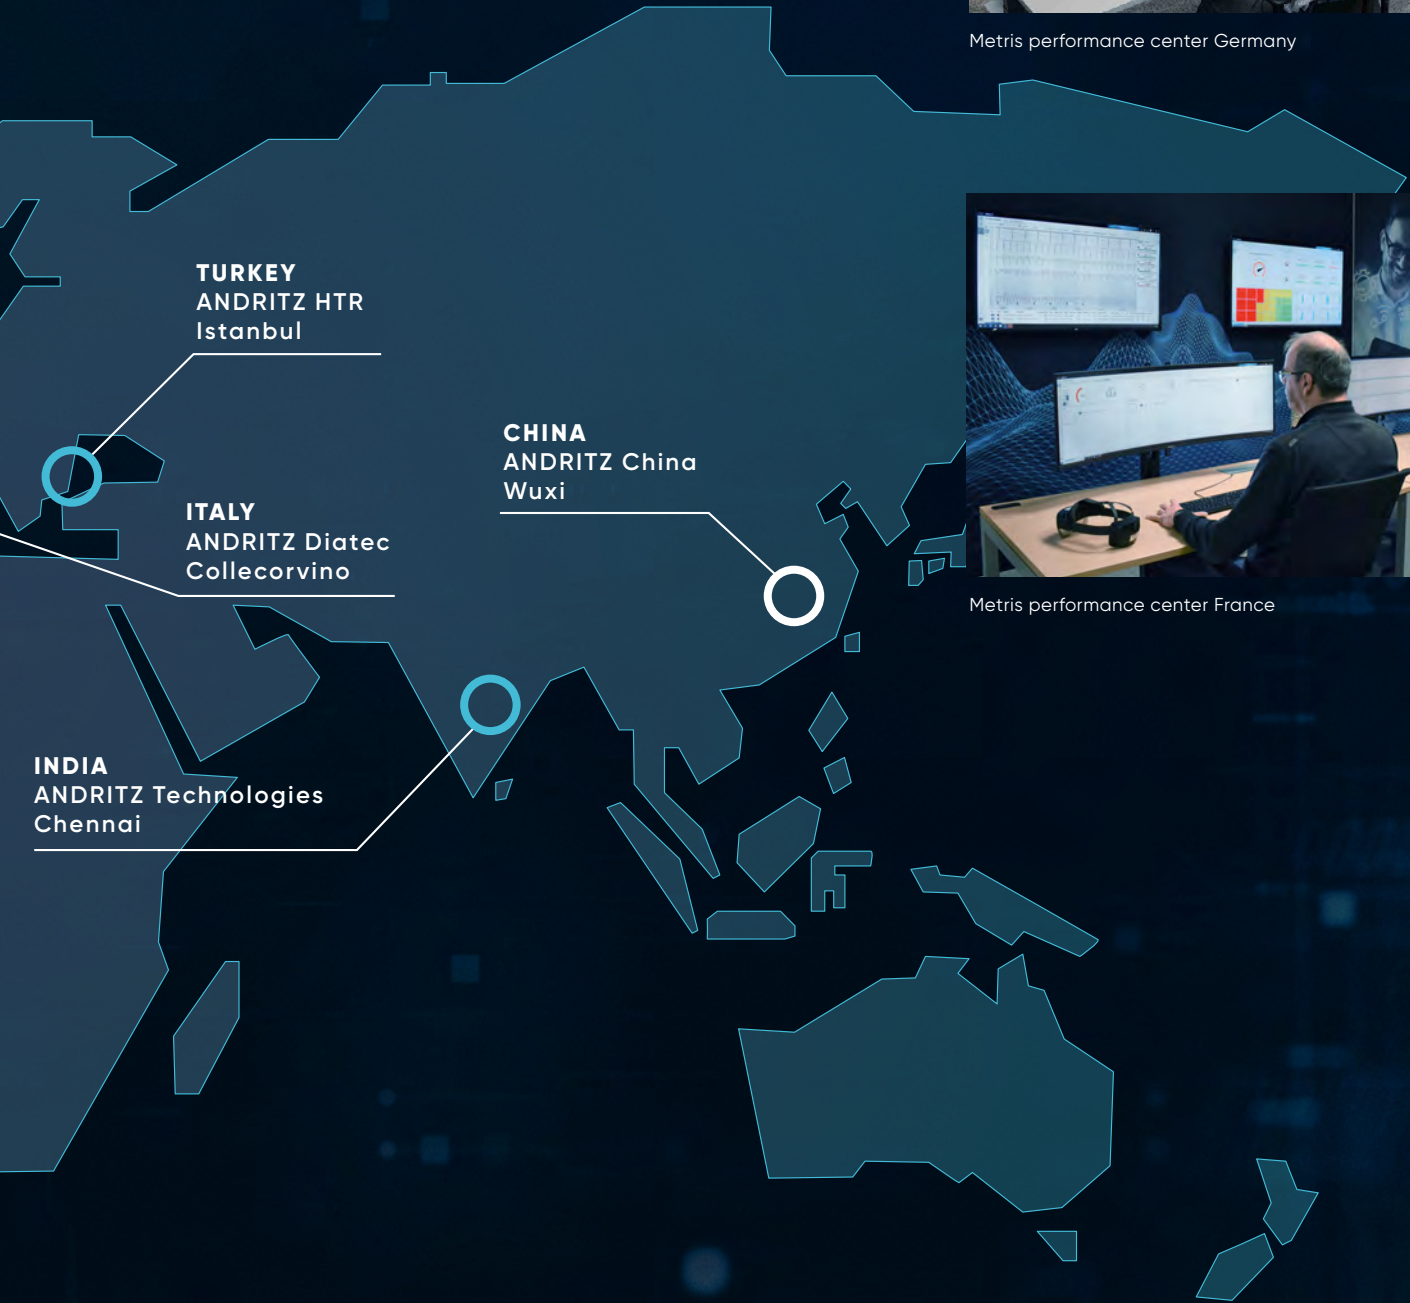 Metris performance center Germany
TURKEY
ANDRITZ HTR
Istanbul
CHINA
ANDRITZ China
Wuxi
ITALY
ANDRITZ Diatec
Collecorvino
Metris performance center France
INDIA
ANDRITZ Technologies
Chennai